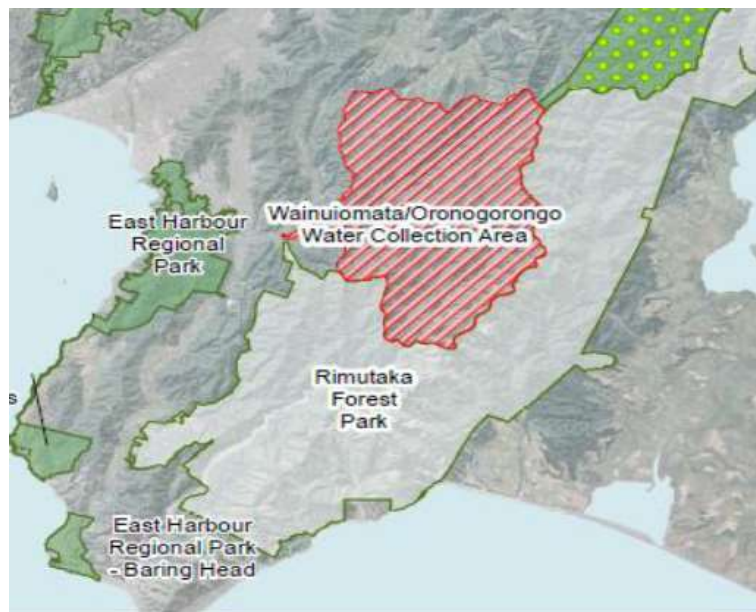 East Harbour
Regional
Park
Wainuiomata/Oronogorongo
Water Collection Area
Rimutaka
Forest
Park
s
East Harbour
Regional Park
- Baring Head